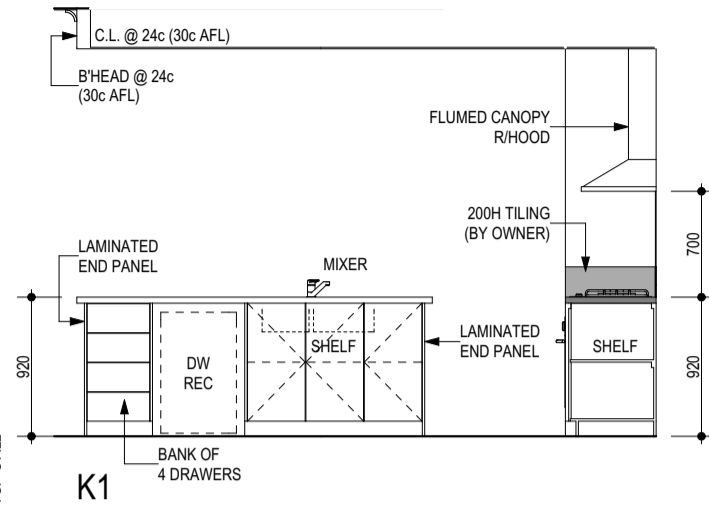 C.L. @ 24c (30c AFL)
B'HEAD @ 24c
(30c AFL)
FLUMED CANOPY
R/HOOD
200H TILING
(BY OWNER)
700
LAMINATED
END PANEL
MIXER
920
DW
REC
SHELF
LAMINATED
END PANEL
SHELF
920
BANK OF
4 DRAWERS
K1